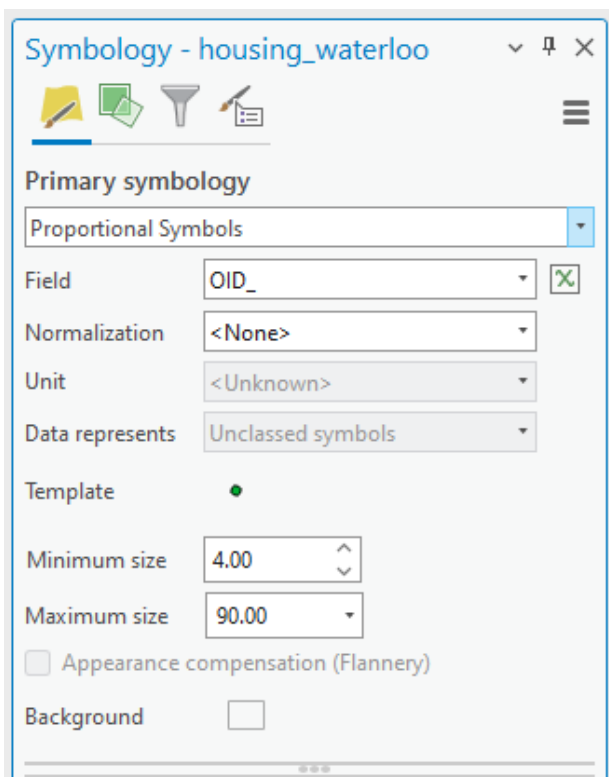 Symbology - housing_waterloo
Primary symbology
Proportional Symbols
Field OID_
Normalization <None>
Unit <Unknown>
Data represents Unclassed symbols
Template
Minimum size 4.00
Maximum size 90.00
Appearance compensation (Flannery)
Background